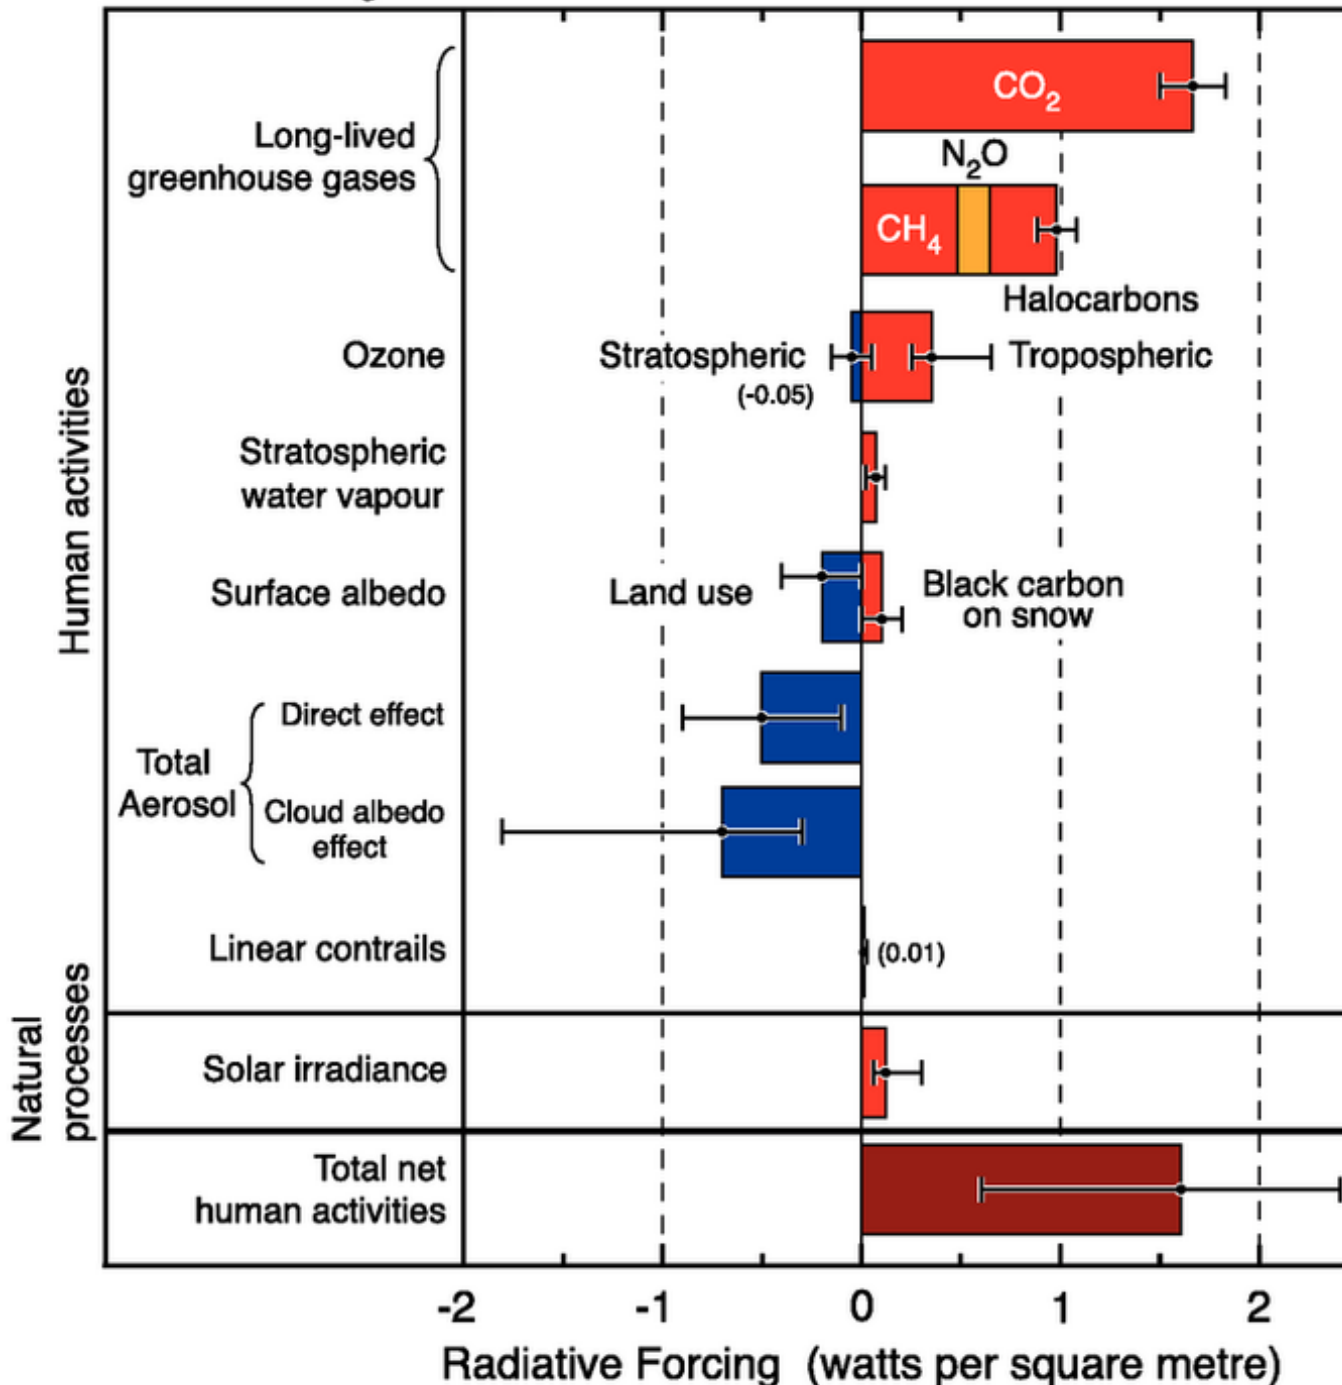 CO₂
Long-lived
greenhouse gases
N₂O
CH₄
Halocarbons
Ozone
Stratospheric
(-0.05)
Tropospheric
Stratospheric
water vapour
Human activities
Surface albedo
Land use
Black carbon
on snow
Total
Aerosol
Direct effect
Cloud albedo
effect
Linear contrails
(0.01)
Natural
processes
Solar irradiance
Total net
human activities
-2 -1 0 1 2
Radiative Forcing (watts per square metre)